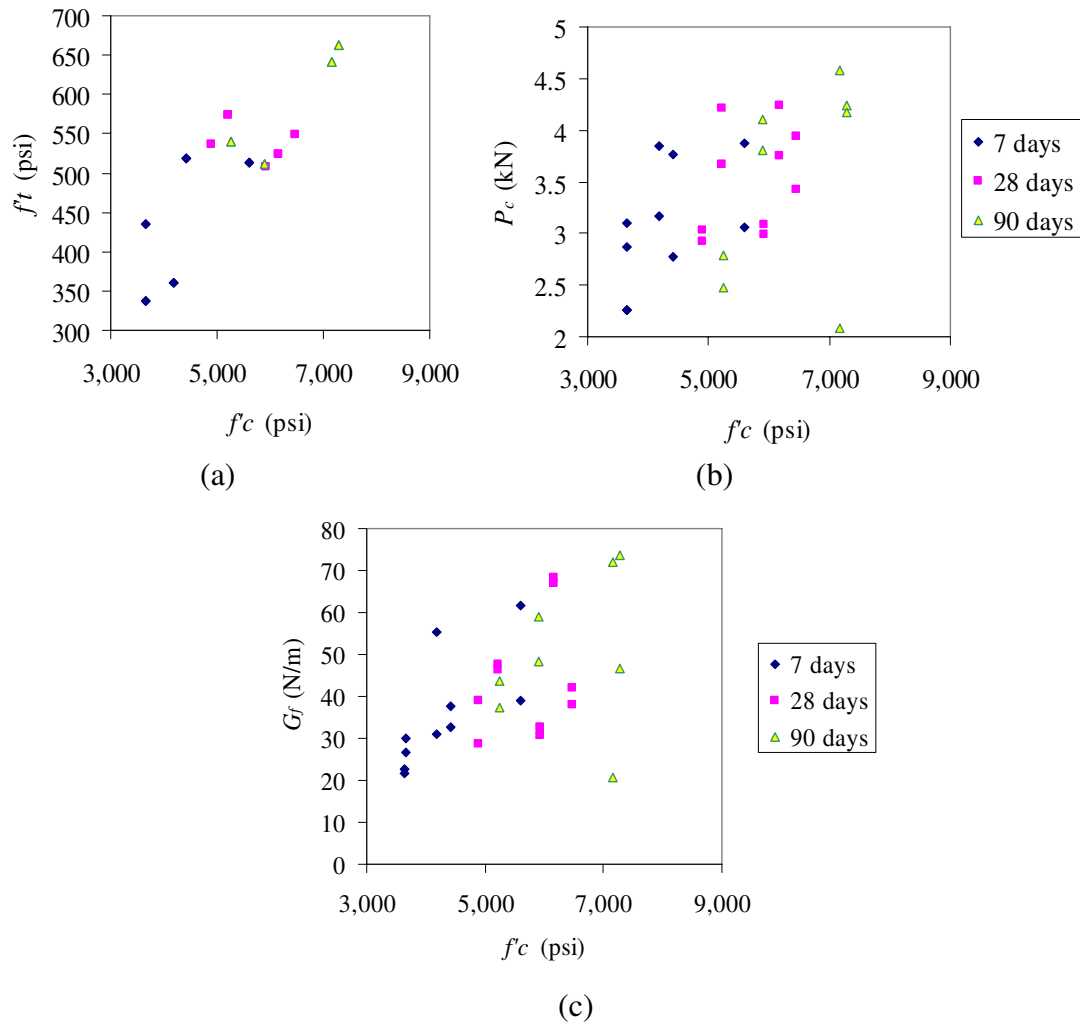 700
650
600
550
500
450
400
350
300
f't (psi)
3,000 5,000 7,000 9,000
f'c (psi)
(a)
5
4.5
4
3.5
3
2.5
2
P_c (kN)
3,000 5,000 7,000 9,000
f'c (psi)
(b)
7 days
28 days
90 days
80
70
60
50
40
30
20
10
0
G_f (N/m)
3,000 5,000 7,000 9,000
f'c (psi)
(c)
7 days
28 days
90 days